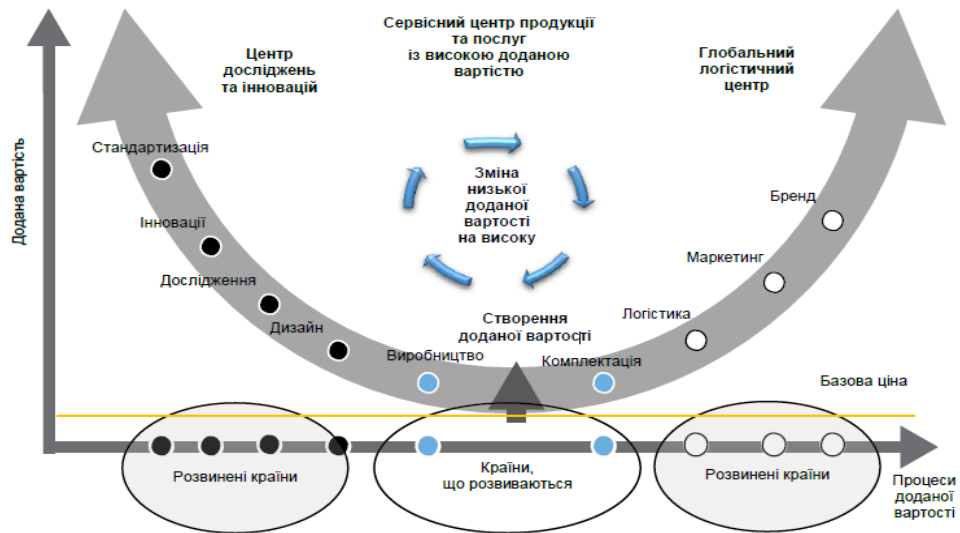 Сервісний центр продукції
та послуг
із високою доданою
вартістю
Центр
досліджень
та інновацій
Глобальний
логістичний
центр
Додана вартість
Стандартизація
Інновації
Дослідження
Дизайн
Виробництво
Зміна
низької
доданої
вартості
на високу
Створення
доданої вартості
Комплектація
Логістика
Маркетинг
Бренд
Базова ціна
Розвинені країни
Країни,
що розвиваються
Розвинені країни
Процеси
доданої
вартості